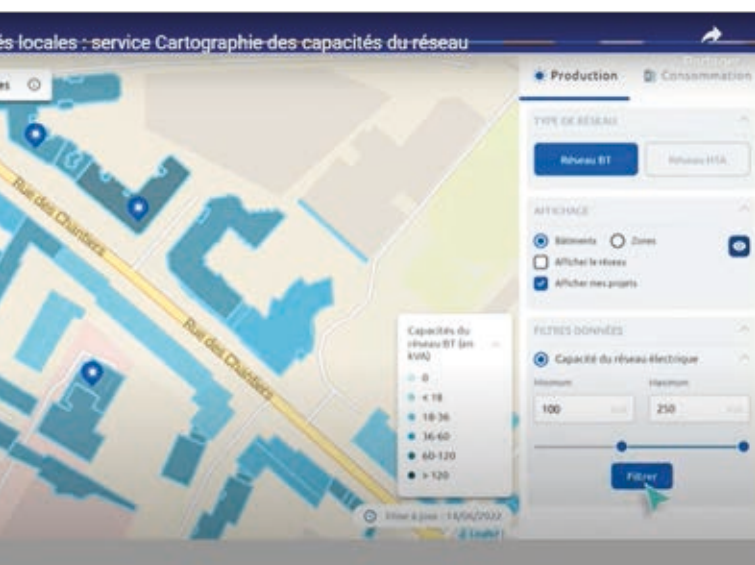 és locales : service Cartographie des capacités du réseau
Partager
es
Production
Consommation
TYPE DE RÉSEAU
Réseau BT
Réseau HTA
AFFICHAGE
Bâtiments
Zones
Afficher le réseau
Afficher mes projets
FILTRES DONNÉES
Capacité du réseau électrique
Minimum
Maximum
100
250
Filtrer
Rue des Chantiers
Rue des Chantiers
Capacités du
réseau BT (en
kVA)
0
< 18
18-36
36-60
60-120
> 120
Mise à jour : 14/06/2022
Leaflet